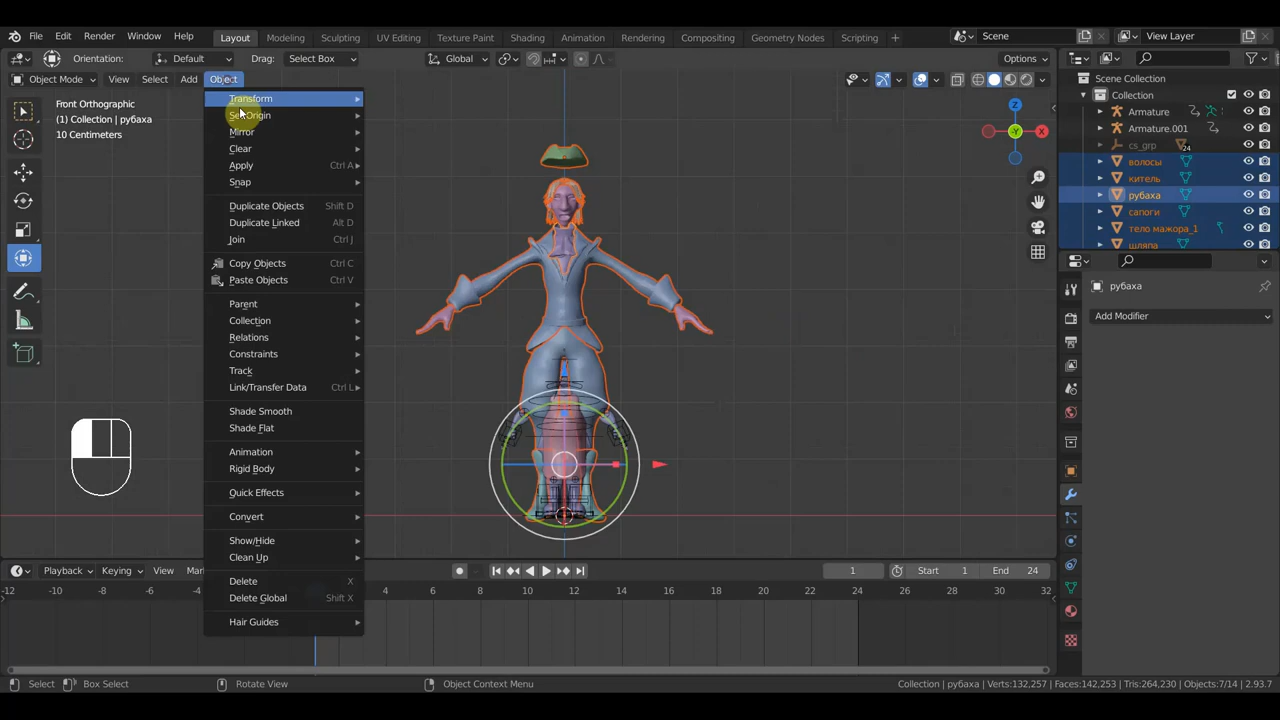 File Edit Render Window Help Layout Modeling Sculpting UV Editing Texture Paint Shading Animation Rendering Compositing Geometry Nodes Scripting + Scene View Layer
Orientation: Default Drag: Select Box Global Options
Object Mode View Select Add Object
Front Orthographic
(1) Collection | рубаха
10 Centimeters
Transform
Set Origin
Mirror
Clear
Apply Ctrl A
Snap
Duplicate Objects Shift D
Duplicate Linked Alt D
Join Ctrl J
Copy Objects Ctrl C
Paste Objects Ctrl V
Parent
Collection
Relations
Constraints
Track
Link/Transfer Data Ctrl L
Shade Smooth
Shade Flat
Animation
Rigid Body
Quick Effects
Convert
Show/Hide
Clean Up
Delete X
Delete Global Shift X
Hair Guides
X
-Y
Z
Scene Collection
Collection
Armature
Armature.001
cs_grp 24
волосы
китель
рубаха
сапоги
тело мажора_1
шляпа
рубаха
Add Modifier
Playback Keying View Mar 1 Start 1 End 24
-12 -10 -8 -6 -4 2 4 6 8 10 12 14 16 18 20 22 24 26 28 30 32
Select Box Select Rotate View Object Context Menu Collection | рубаха | Verts:132,257 | Faces:142,253 | Tris:264,230 | Objects:7/14 | 2.93.7